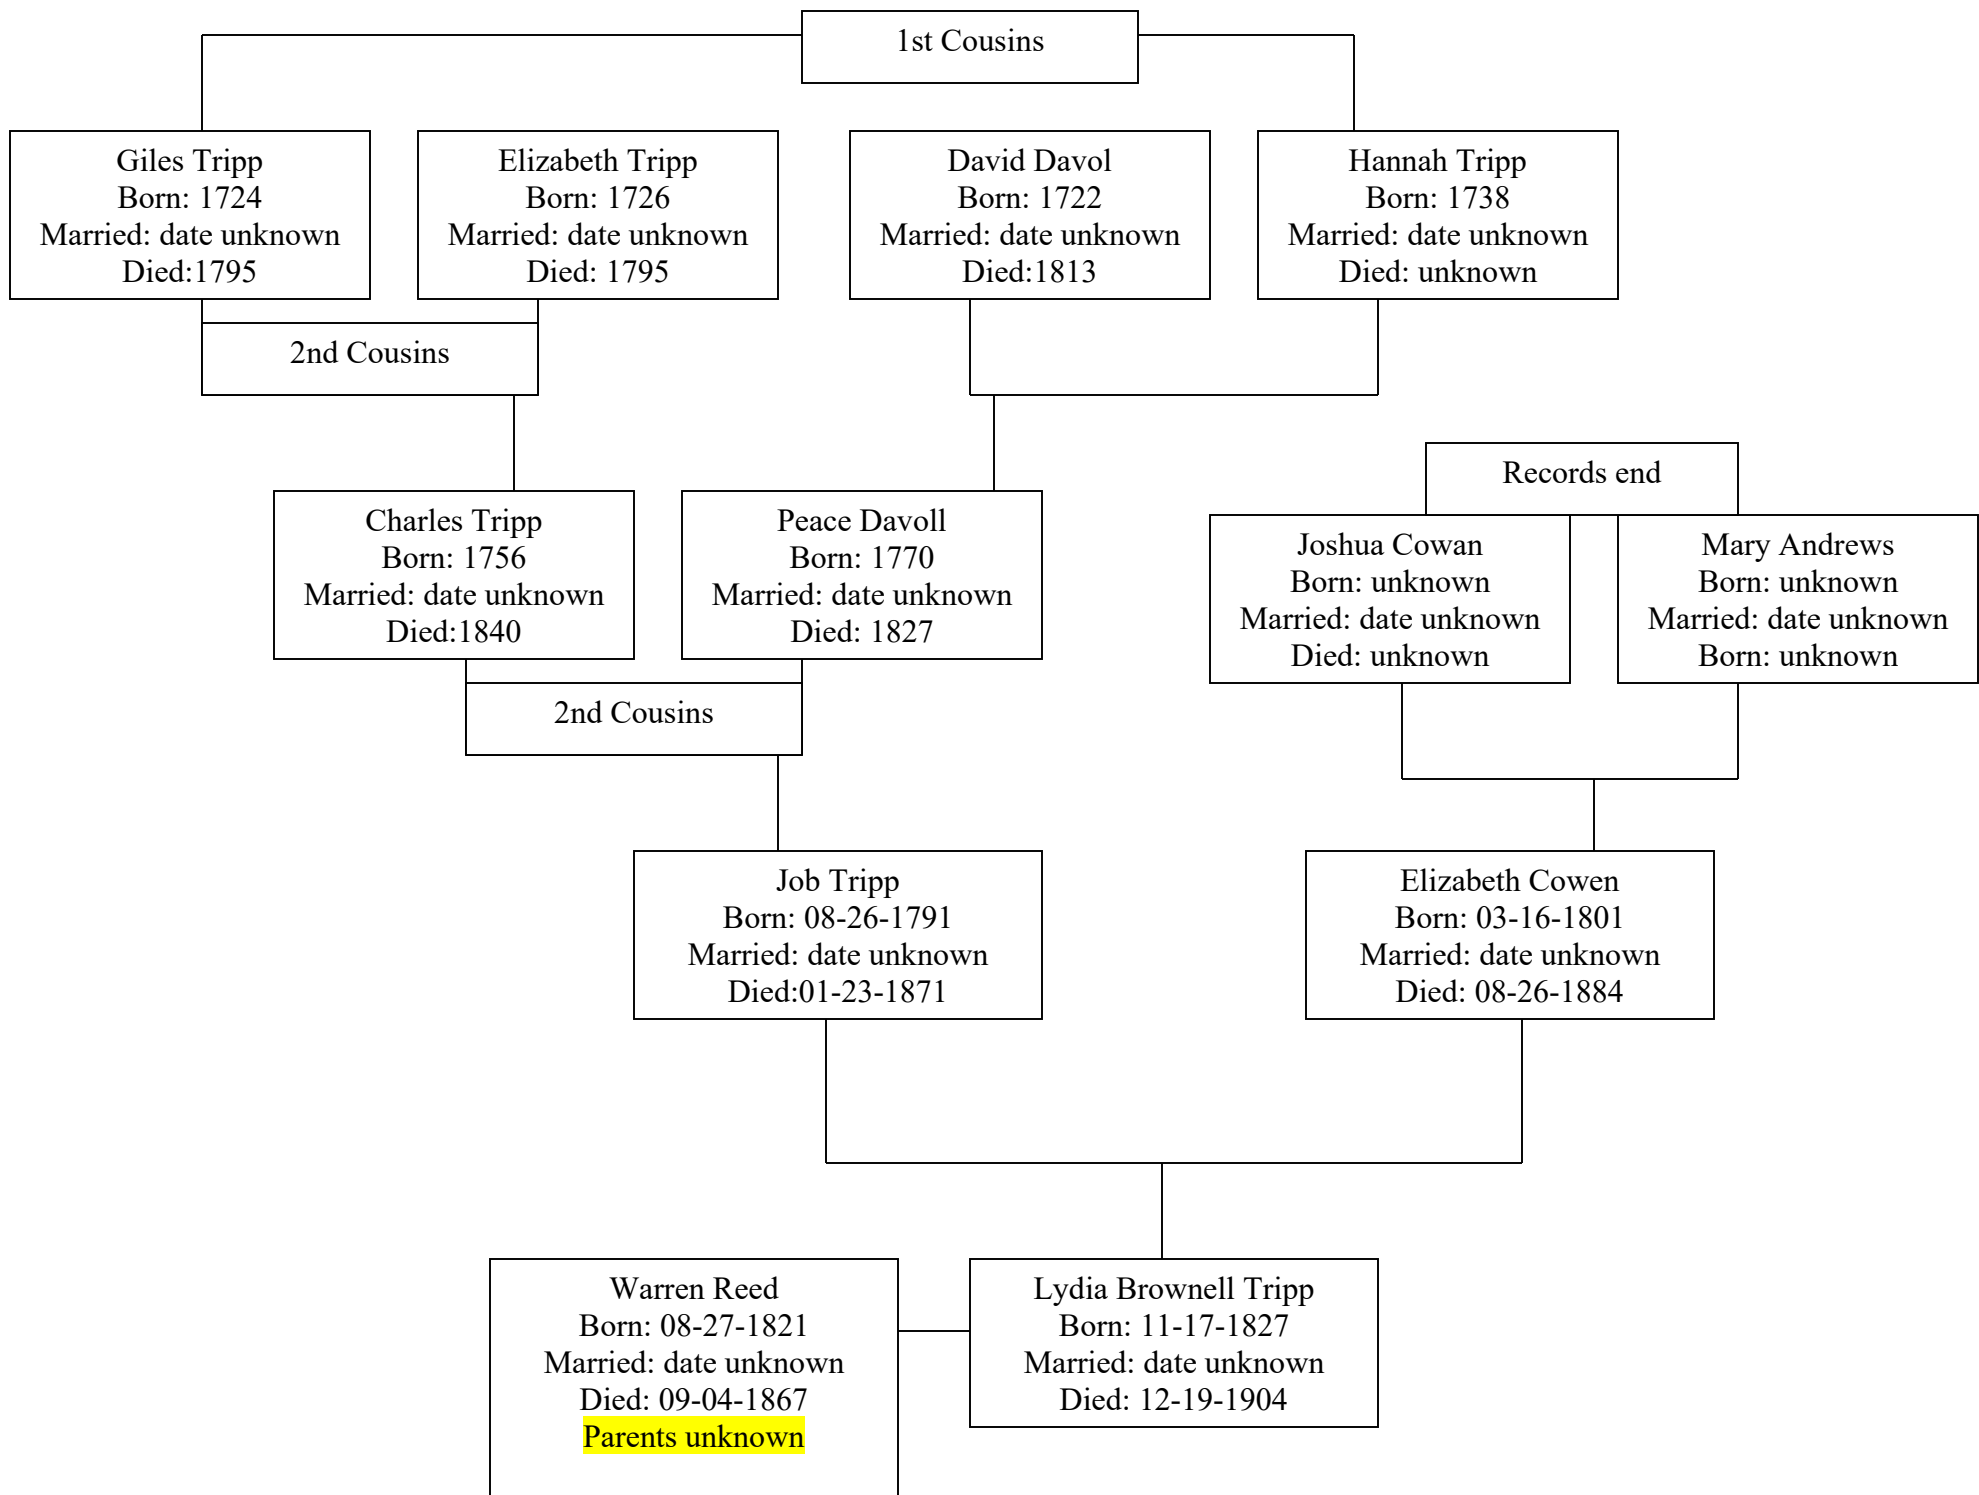 1st Cousins
Giles Tripp
Born: 1724
Married: date unknown
Died:1795
Elizabeth Tripp
Born: 1726
Married: date unknown
Died: 1795
David Davol
Born: 1722
Married: date unknown
Died:1813
Hannah Tripp
Born: 1738
Married: date unknown
Died: unknown
2nd Cousins
Records end
Charles Tripp
Born: 1756
Married: date unknown
Died:1840
Peace Davoll
Born: 1770
Married: date unknown
Died: 1827
Joshua Cowan
Born: unknown
Married: date unknown
Died: unknown
Mary Andrews
Born: unknown
Married: date unknown
Born: unknown
2nd Cousins
Job Tripp
Born: 08-26-1791
Married: date unknown
Died:01-23-1871
Elizabeth Cowen
Born: 03-16-1801
Married: date unknown
Died: 08-26-1884
Warren Reed
Born: 08-27-1821
Married: date unknown
Died: 09-04-1867
Parents unknown
Lydia Brownell Tripp
Born: 11-17-1827
Married: date unknown
Died: 12-19-1904